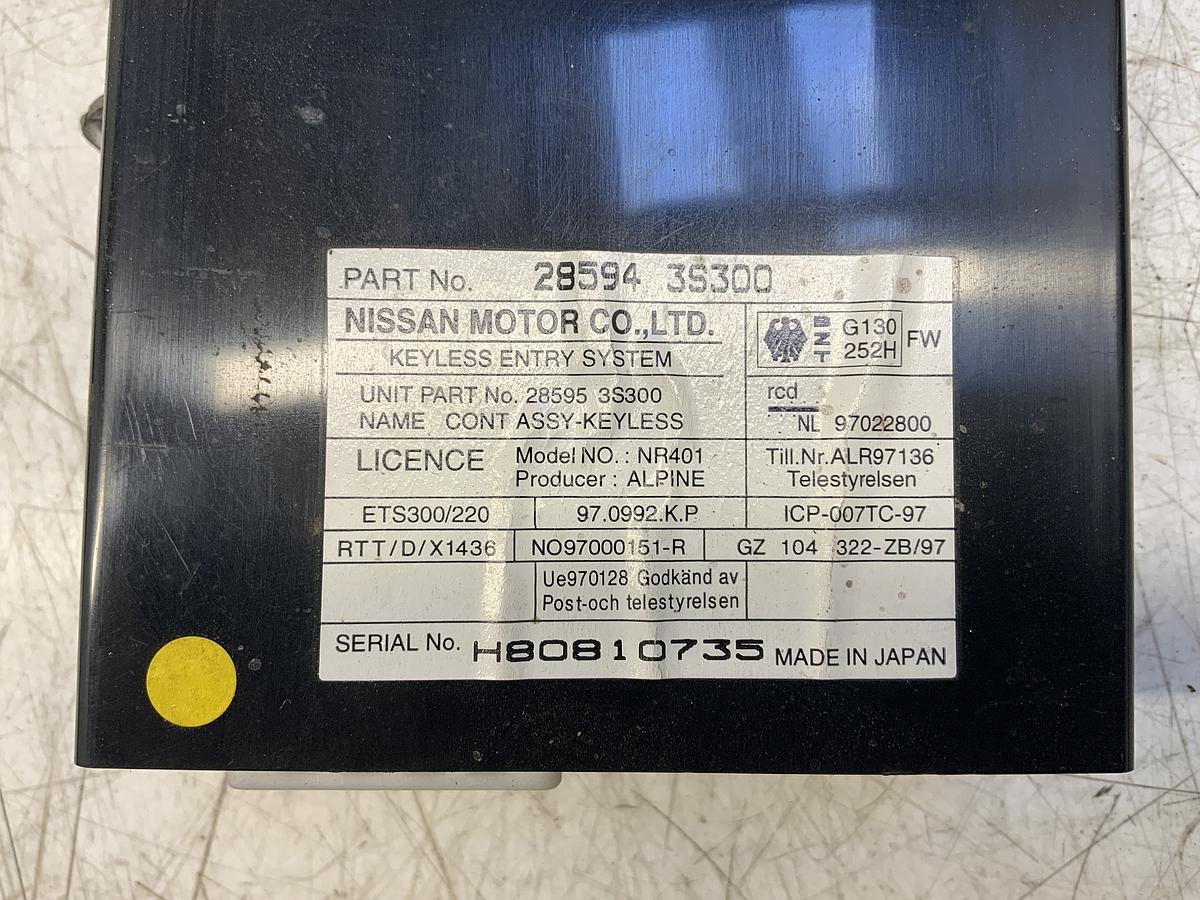 PART No. 28594 3S300
NISSAN MOTOR CO.,LTD.
KEYLESS ENTRY SYSTEM
BZT G130 252H FW
UNIT PART No. 28595 3S300
NAME CONT ASSY-KEYLESS
rcd
NL 97022800
LICENCE
Model NO. : NR401
Producer : ALPINE
Till.Nr.ALR97136
Telestyrelsen
ETS300/220 97.0992.K.P ICP-007TC-97
RTT/D/X1436 NO97000151-R GZ 104 322-ZB/97
Ue970128 Godkänd av
Post-och telestyrelsen
SERIAL No. H80810735 MADE IN JAPAN